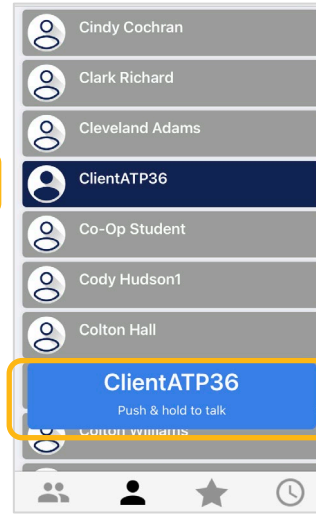 Cindy Cochran
Clark Richard
Cleveland Adams
ClientATP36
Co-Op Student
Cody Hudson1
Colton Hall
ClientATP36
Push & hold to talk
Colton Williams